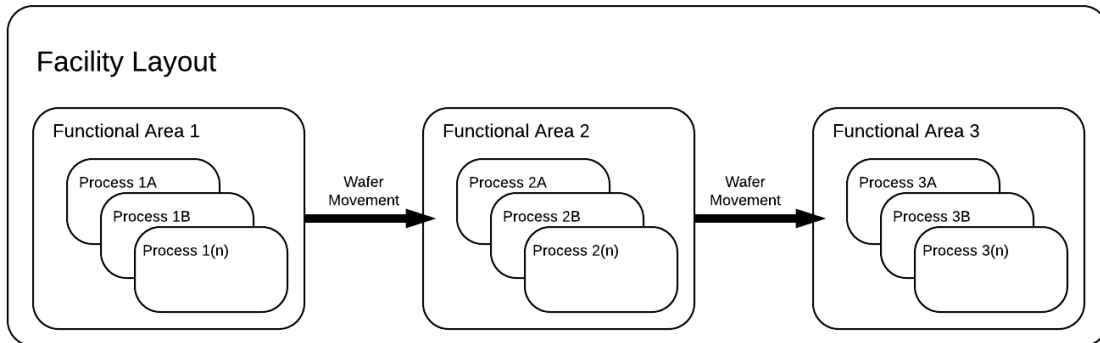 Facility Layout
Functional Area 1
Process 1A
Process 1B
Process 1(n)
Wafer
Movement
Functional Area 2
Process 2A
Process 2B
Process 2(n)
Wafer
Movement
Functional Area 3
Process 3A
Process 3B
Process 3(n)